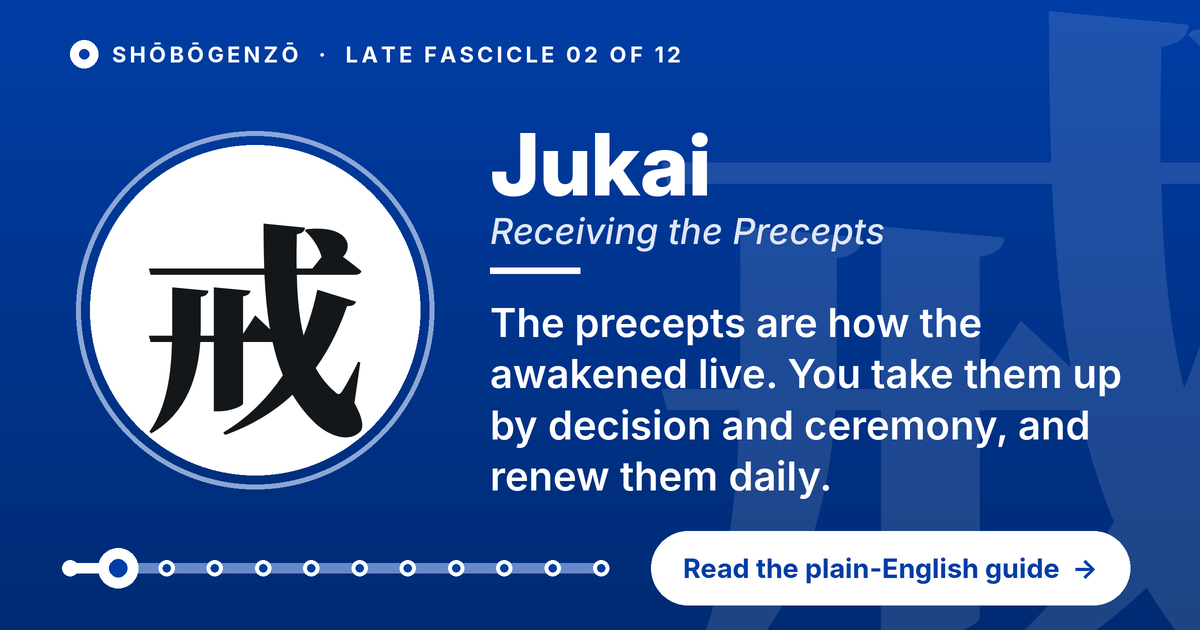 SHŌBŌGENZŌ · LATE FASCICLE 02 OF 12
戒
Jukai
Receiving the Precepts
The precepts are how the
awakened live. You take them up
by decision and ceremony, and
renew them daily.
Read the plain-English guide →